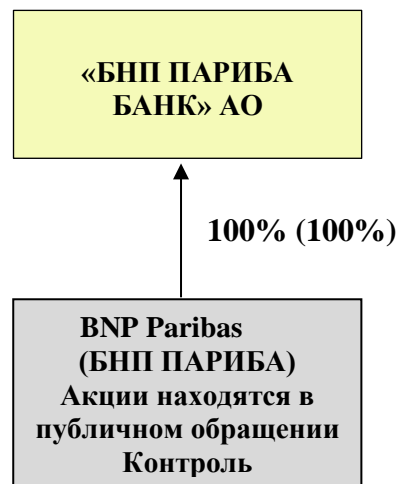 «БНП ПАРИБА
БАНК» АО
100% (100%)
BNP Paribas
(БНП ПАРИБА)
Акции находятся в
публичном обращении
Контроль